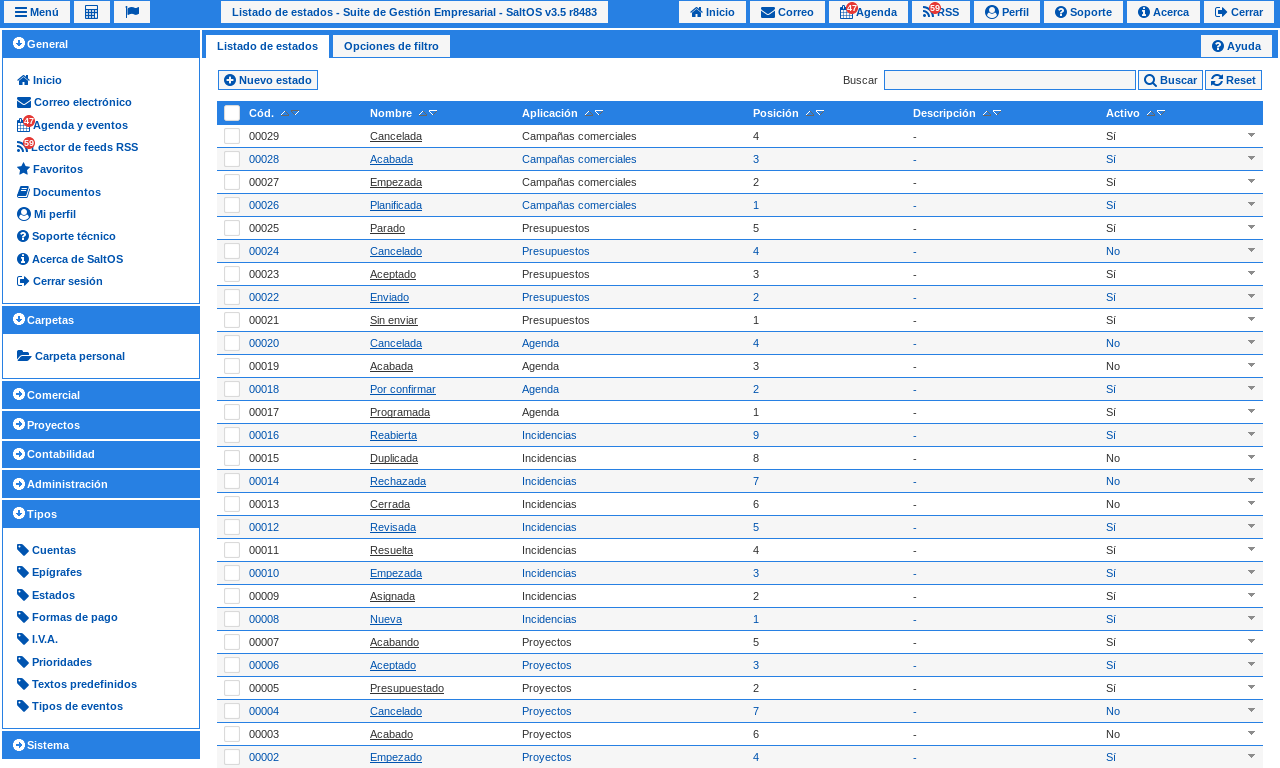 Menú
Listado de estados - Suite de Gestión Empresarial - SaltOS v3.5 r8483
Inicio
Correo
47 Agenda
59 RSS
Perfil
Soporte
Acerca
Cerrar
General
Inicio
Correo electrónico
47 Agenda y eventos
59 Lector de feeds RSS
Favoritos
Documentos
Mi perfil
Soporte técnico
Acerca de SaltOS
Cerrar sesión
Carpetas
Carpeta personal
Comercial
Proyectos
Contabilidad
Administración
Tipos
Cuentas
Epígrafes
Estados
Formas de pago
I.V.A.
Prioridades
Textos predefinidos
Tipos de eventos
Sistema
Listado de estados
Opciones de filtro
Ayuda
Nuevo estado
Buscar
Buscar
Reset
Cód. Nombre Aplicación Posición Descripción Activo
00029 Cancelada Campañas comerciales 4 - Sí
00028 Acabada Campañas comerciales 3 - Sí
00027 Empezada Campañas comerciales 2 - Sí
00026 Planificada Campañas comerciales 1 - Sí
00025 Parado Presupuestos 5 - Sí
00024 Cancelado Presupuestos 4 - No
00023 Aceptado Presupuestos 3 - Sí
00022 Enviado Presupuestos 2 - Sí
00021 Sin enviar Presupuestos 1 - Sí
00020 Cancelada Agenda 4 - No
00019 Acabada Agenda 3 - No
00018 Por confirmar Agenda 2 - Sí
00017 Programada Agenda 1 - Sí
00016 Reabierta Incidencias 9 - Sí
00015 Duplicada Incidencias 8 - No
00014 Rechazada Incidencias 7 - No
00013 Cerrada Incidencias 6 - No
00012 Revisada Incidencias 5 - Sí
00011 Resuelta Incidencias 4 - Sí
00010 Empezada Incidencias 3 - Sí
00009 Asignada Incidencias 2 - Sí
00008 Nueva Incidencias 1 - Sí
00007 Acabando Proyectos 5 - Sí
00006 Aceptado Proyectos 3 - Sí
00005 Presupuestado Proyectos 2 - Sí
00004 Cancelado Proyectos 7 - No
00003 Acabado Proyectos 6 - No
00002 Empezado Proyectos 4 - Sí